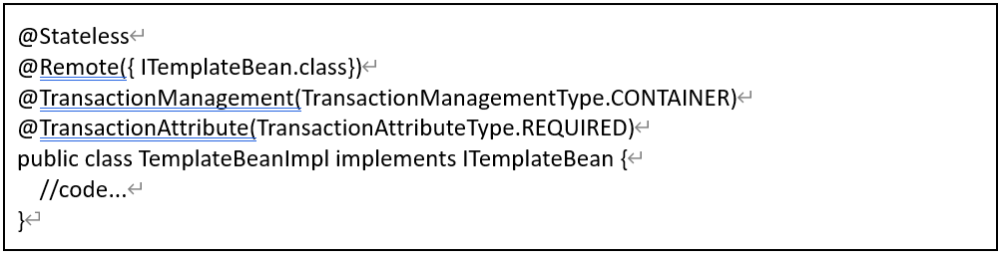 @Stateless↵
@Remote({ ITemplateBean.class})↵
@TransactionManagement(TransactionManagementType.CONTAINER)↵
@TransactionAttribute(TransactionAttributeType.REQUIRED)↵
public class TemplateBeanImpl implements ITemplateBean {↵
//code...↵
}↵